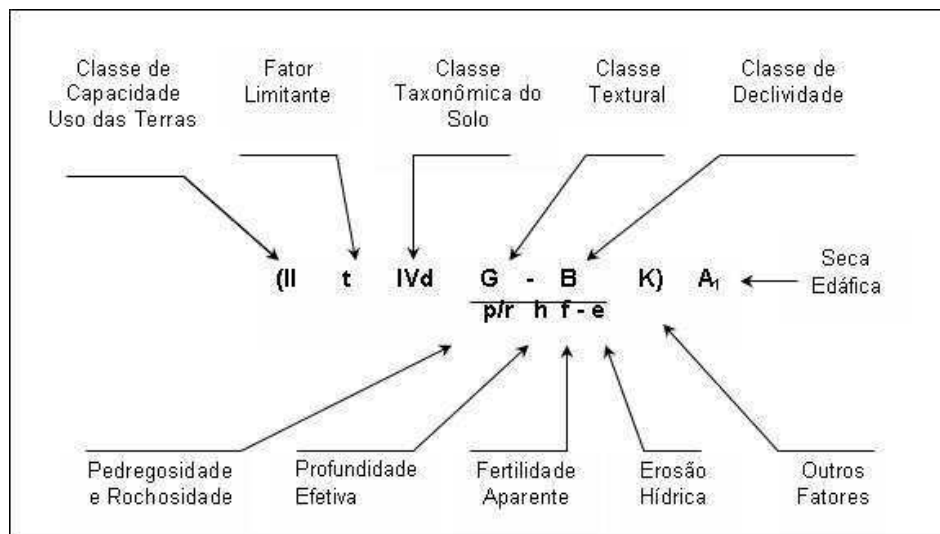 Classe de
Capacidade
Uso das Terras
Fator
Limitante
Classe
Taxonômica do
Solo
Classe
Textural
Classe de
Declividade
(II t IVd G - B K) A1
p/r h f - e
Seca
Edáfica
Pedregosidade
e Rochosidade
Profundidade
Efetiva
Fertilidade
Aparente
Erosão
Hídrica
Outros
Fatores